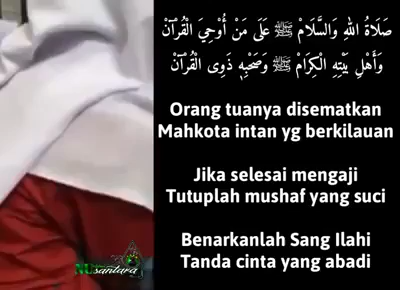 صَلَاةُ اللهِ وَالسَّلَامْ ﷺ عَلَى مَنْ أُوحِيَ الْقُرْآنْ
وَأَهْلِ بَيْتِهِ الْكِرَامْ ﷺ وَصَحْبِهٖ ذَوِى الْقُرْآنْ
Orang tuanya disematkan
Mahkota intan yg berkilauan
Jika selesai mengaji
Tutuplah mushaf yang suci
Benarkanlah Sang Ilahi
Tanda cinta yang abadi
NUsantara